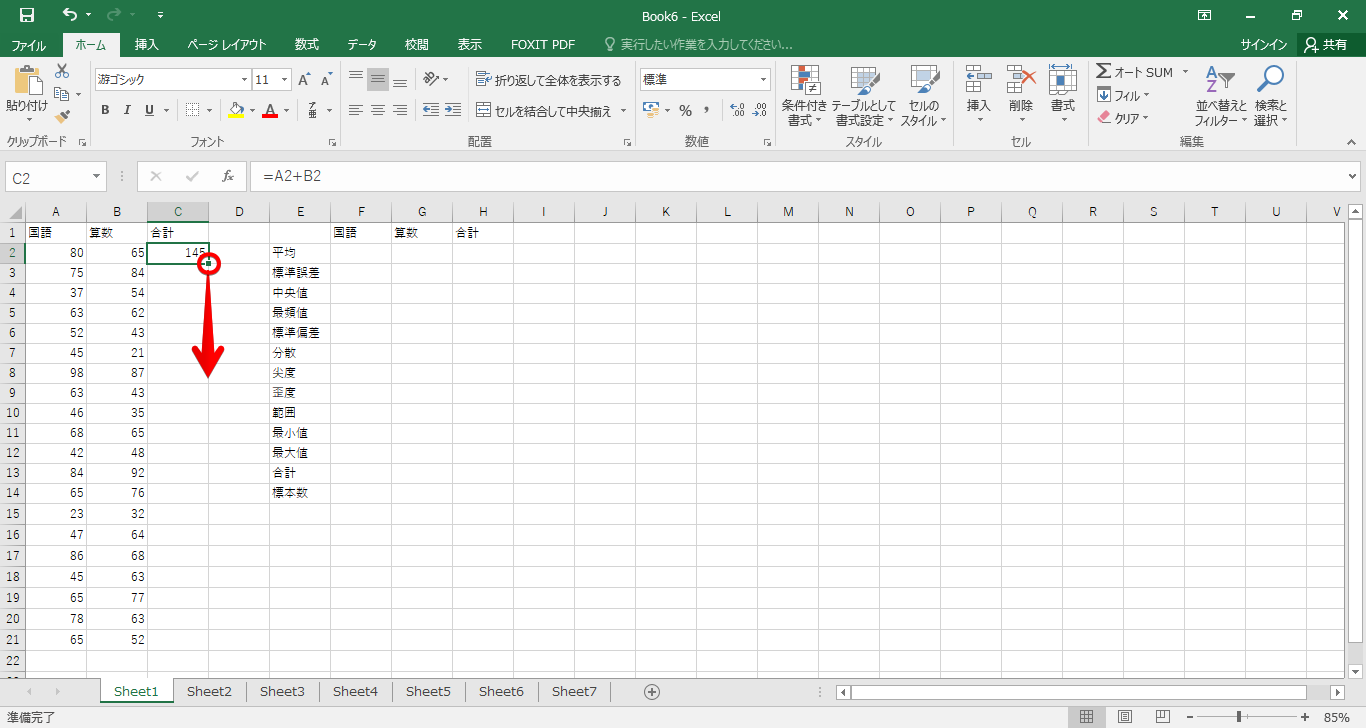 Book6 - Excel
ファイル ホーム 挿入 ページ レイアウト 数式 データ 校閲 表示 FOXIT PDF 実行したい作業を入力してください... サインイン 共有
游ゴシック 11 折り返して全体を表示する 標準 オート SUM
貼り付け B I U セルを結合して中央揃え % 条件付き書式 テーブルとして書式設定 セルのスタイル 挿入 削除 書式 フィル クリア 並べ替えとフィルター 検索と選択
クリップボード フォント 配置 数値 スタイル セル 編集
C2 fx =A2+B2
A B C D E F G H I J K L M N O P Q R S T U V
1 国語 算数 合計 国語 算数 合計
2 80 65 145 平均
3 75 84 標準誤差
4 37 54 中央値
5 63 62 最頻値
6 52 43 標準偏差
7 45 21 分散
8 98 87 尖度
9 63 43 歪度
10 46 35 範囲
11 68 65 最小値
12 42 48 最大値
13 84 92 合計
14 65 76 標本数
15 23 32
16 47 64
17 86 68
18 45 63
19 65 77
20 78 63
21 65 52
22
Sheet1 Sheet2 Sheet3 Sheet4 Sheet5 Sheet6 Sheet7
準備完了 85%